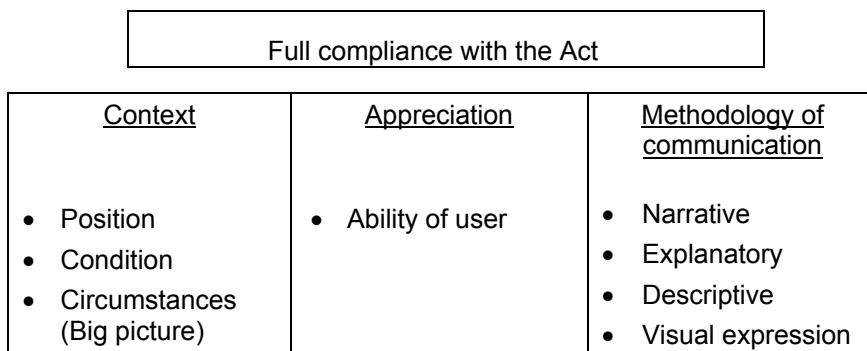 Full compliance with the Act
Context
• Position
• Condition
• Circumstances
(Big picture)
Appreciation
• Ability of user
Methodology of
communication
• Narrative
• Explanatory
• Descriptive
• Visual expression